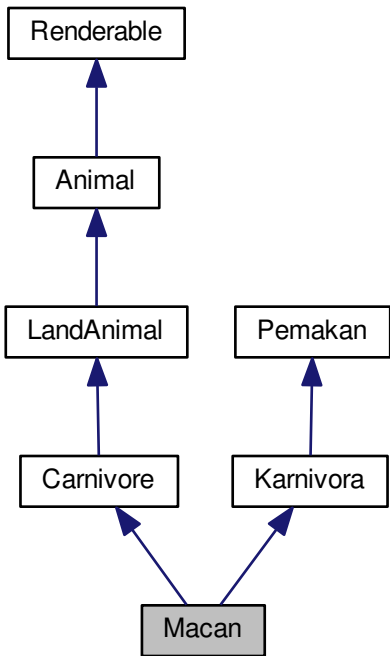 Renderable
Animal
LandAnimal
Pemakan
Carnivore
Karnivora
Macan